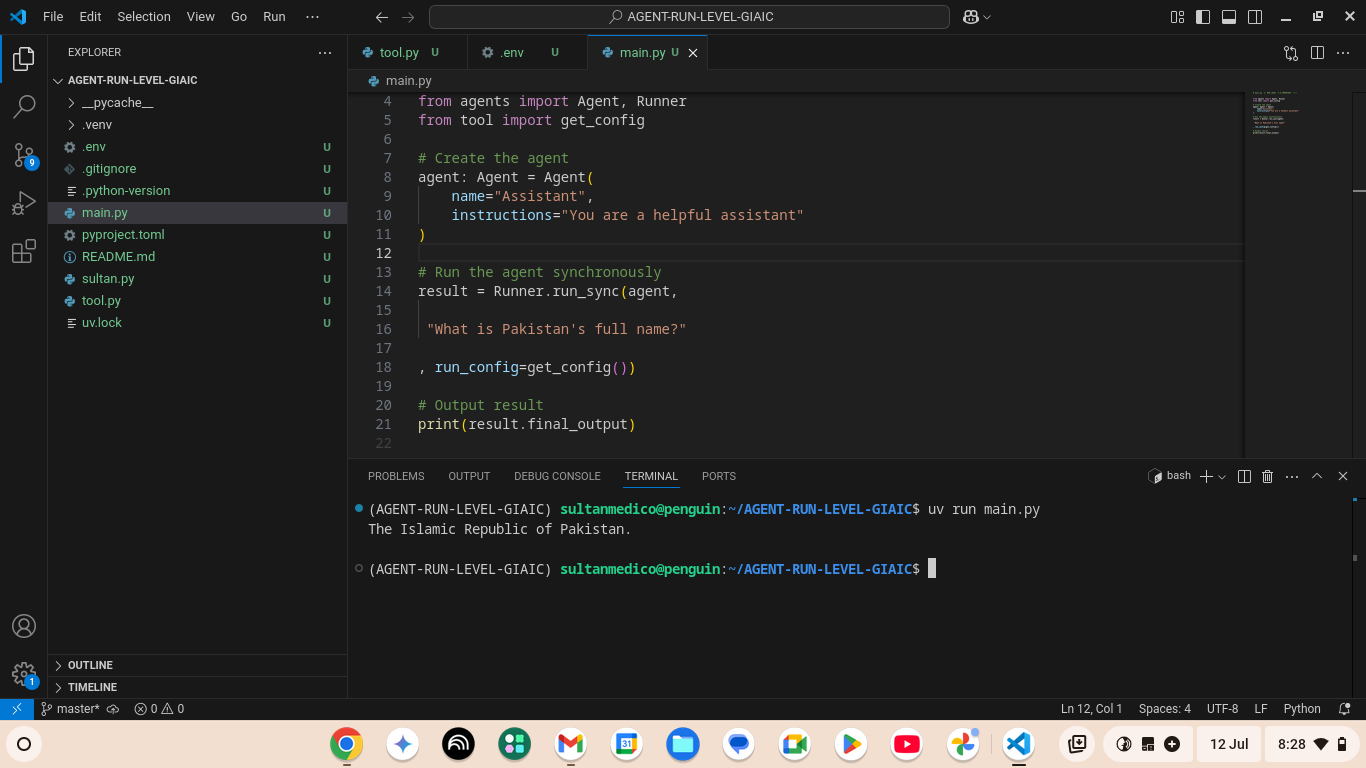 File Edit Selection View Go Run ···
AGENT-RUN-LEVEL-GIAIC
EXPLORER
AGENT-RUN-LEVEL-GIAIC
__pycache__
.venv
.env U
.gitignore U
.python-version U
main.py U
pyproject.toml U
README.md U
sultan.py U
tool.py U
uv.lock U
OUTLINE
TIMELINE
9
1
tool.py U .env U main.py U
main.py
4 from agents import Agent, Runner
5 from tool import get_config
6
7 # Create the agent
8 agent: Agent = Agent(
9 name="Assistant",
10 instructions="You are a helpful assistant"
11 )
12
13 # Run the agent synchronously
14 result = Runner.run_sync(agent,
15
16 "What is Pakistan's full name?"
17
18 , run_config=get_config())
19
20 # Output result
21 print(result.final_output)
22
PROBLEMS OUTPUT DEBUG CONSOLE TERMINAL PORTS bash
(AGENT-RUN-LEVEL-GIAIC) sultanmedico@penguin:~/AGENT-RUN-LEVEL-GIAIC$ uv run main.py
The Islamic Republic of Pakistan.
(AGENT-RUN-LEVEL-GIAIC) sultanmedico@penguin:~/AGENT-RUN-LEVEL-GIAIC$
master* 0 0 Ln 12, Col 1 Spaces: 4 UTF-8 LF Python
31
12 Jul 8:28